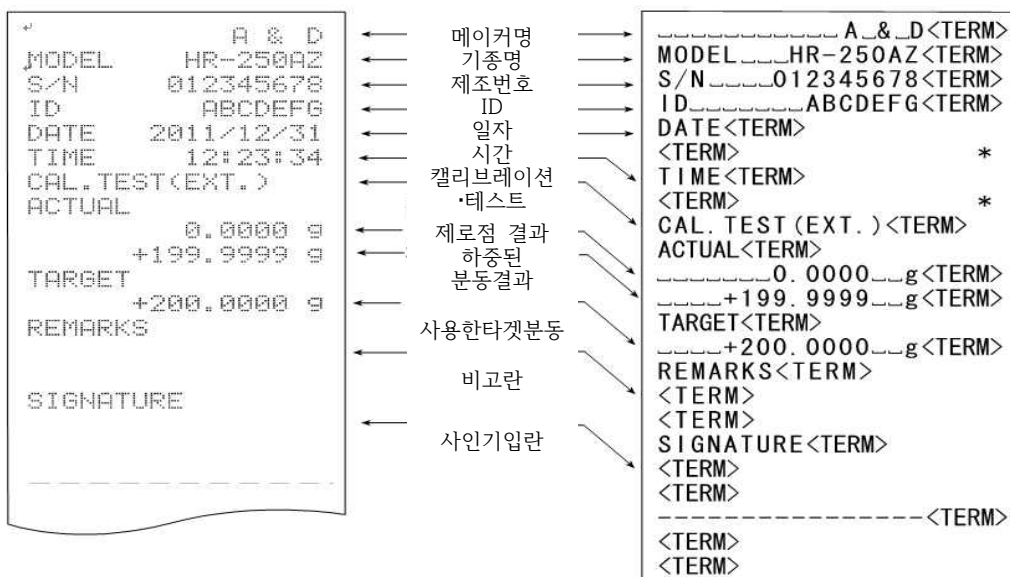 A & D
MODEL HR-250AZ
S/N 012345678
ID ABCDEFG
DATE 2011/12/31
TIME 12:23:34
CAL.TEST(EXT.)
ACTUAL
0.0000 g
+199.9999 g
TARGET
+200.0000 g
REMARKS
SIGNATURE
메이커명
기종명
제조번호
ID
일자
시간
캘리브레이션
·테스트
제로점 결과
하중된
분동결과
사용한타겟분동
비고란
사인기입란
␣␣␣␣␣␣␣␣␣␣␣A␣&␣D<TERM>
MODEL␣␣␣HR-250AZ<TERM>
S/N␣␣␣␣012345678<TERM>
ID␣␣␣␣␣␣␣ABCDEFG<TERM>
DATE<TERM>
<TERM> *
TIME<TERM>
<TERM> *
CAL.TEST(EXT.)<TERM>
ACTUAL<TERM>
␣␣␣␣␣␣␣0.0000␣␣g<TERM>
␣␣␣␣+199.9999␣␣g<TERM>
TARGET<TERM>
␣␣␣␣+200.0000␣␣g<TERM>
REMARKS<TERM>
<TERM>
<TERM>
SIGNATURE<TERM>
<TERM>
<TERM>
----------------<TERM>
<TERM>
<TERM>